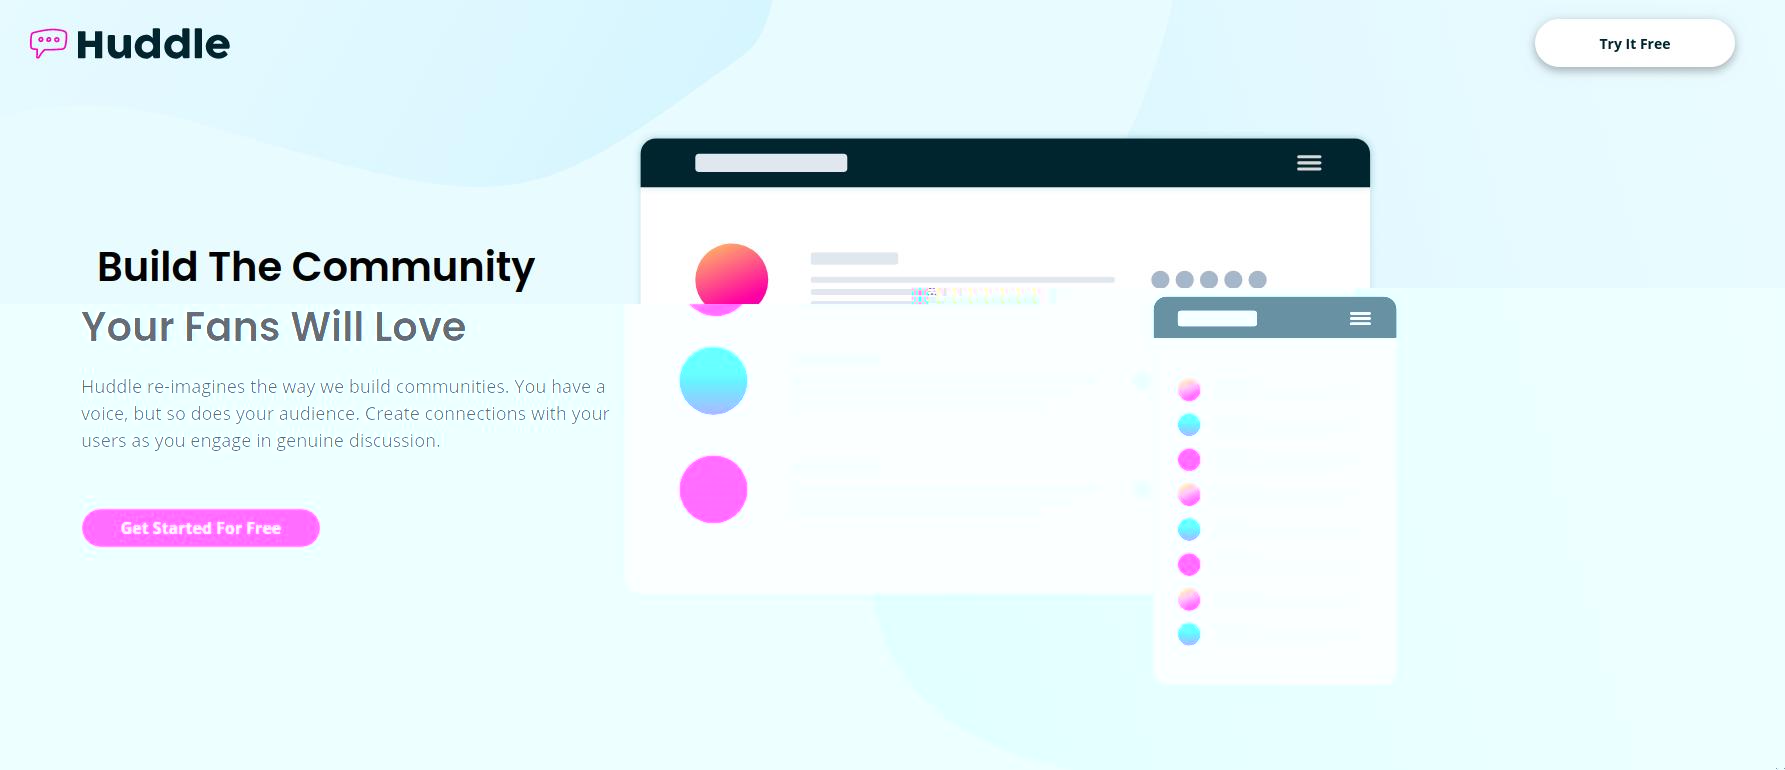 Huddle
Try It Free
Build The Community
Your Fans Will Love
Huddle re-imagines the way we build communities. You have a
voice, but so does your audience. Create connections with your
users as you engage in genuine discussion.
Get Started For Free